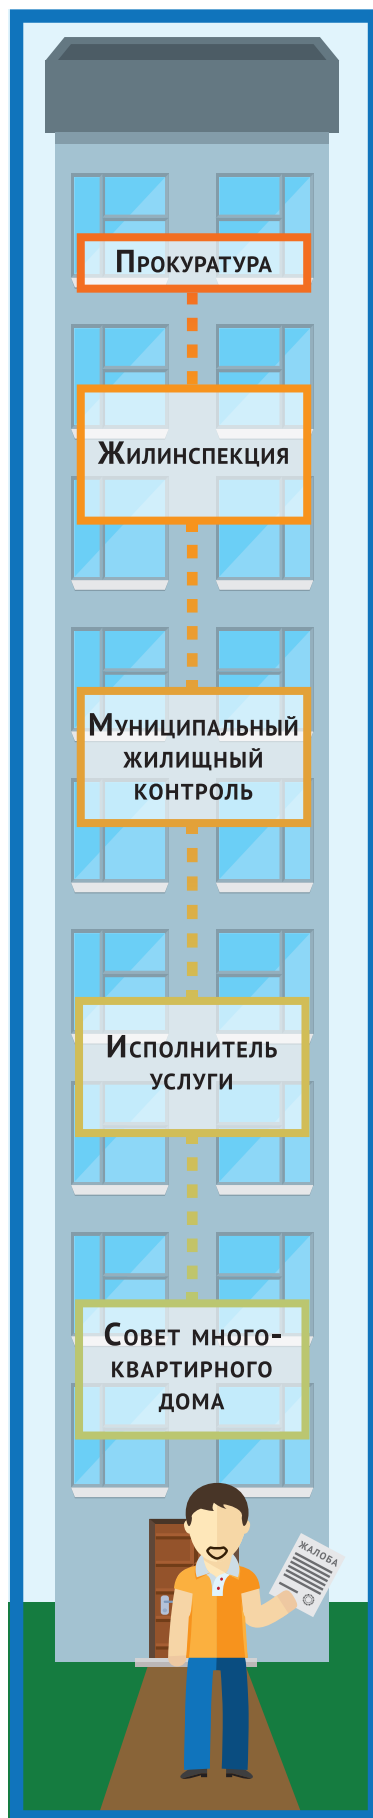 Прокуратура
Жилинспекция
Муниципальный
жилищный
контроль
Исполнитель
услуги
Совет много-
квартирного
дома
ЖАЛОБА